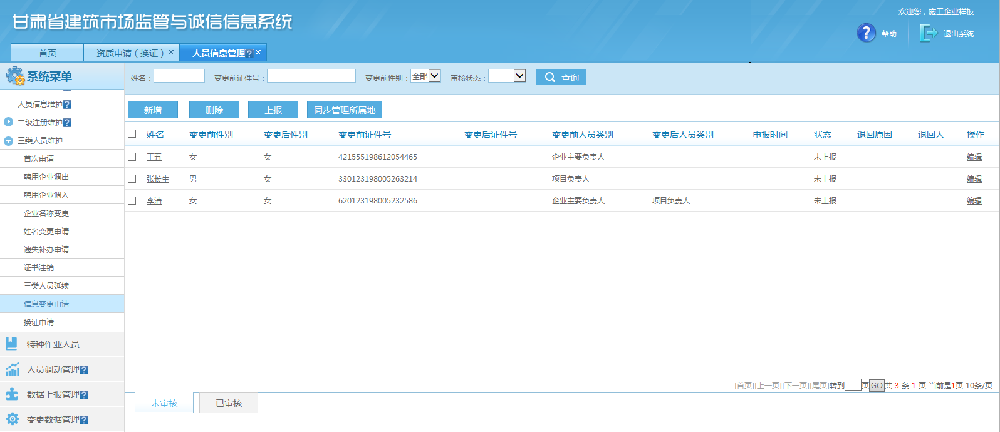 甘肃省建筑市场监管与诚信信息系统
欢迎您，施工企业样板
帮助 退出系统
首页 资质申请（换证） × 人员信息管理? ×
系统菜单
姓名： 变更前证件号： 变更前性别：全部 审核状态： 查询
人员信息维护?
二级注册维护?
三类人员维护
首次申请
聘用企业调出
聘用企业调入
企业名称变更
姓名变更申请
遗失补办申请
证书注销
三类人员延续
信息变更申请
换证申请
特种作业人员
人员调动管理?
数据上报管理?
变更数据管理?
新增 删除 上报 同步管理所属地
姓名 变更前性别 变更后性别 变更前证件号 变更后证件号 变更前人员类别 变更后人员类别 申报时间 状态 退回原因 退回人 操作
王五 女 女 421555198612054465 企业主要负责人 未上报 编辑
张长生 男 女 330123198005263214 项目负责人 未上报 编辑
李清 女 女 620123198005232586 企业主要负责人 项目负责人 未上报 编辑
[首页][上一页][下一页][尾页]转到 页 GO 共 3 条 1 页 当前是1页 10条/页
未审核 已审核